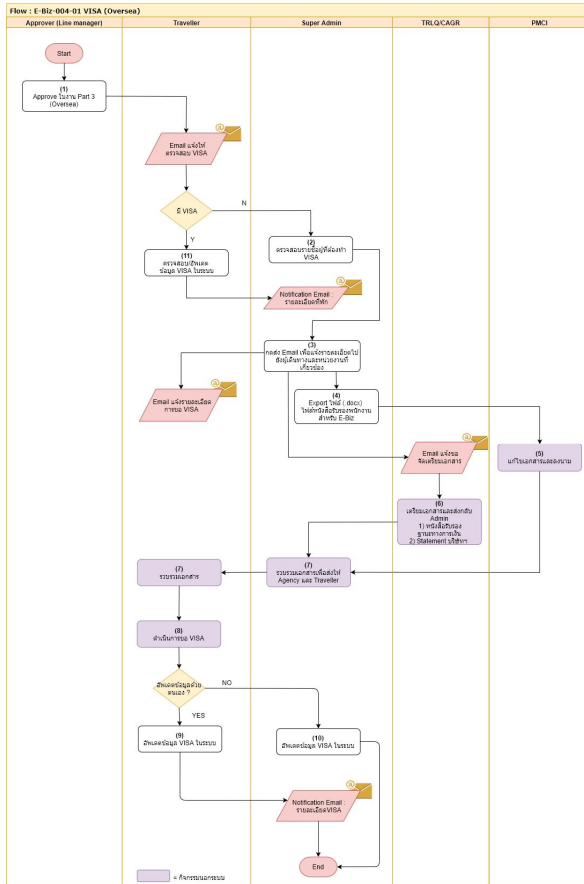 Flow : E-Biz-004-01 VISA (Oversea)
Approver (Line manager)
Traveller
Super Admin
TRLQ/CAGR
PMCI
Start
(1)
Approve ใบงาน Part 3
(Oversea)
@
Email แจ้งให้
ตรวจสอบ VISA
มี VISA
N
Y
(11)
ตรวจสอบ/อัพเดต
ข้อมูล VISA ในระบบ
(2)
ตรวจสอบรายชื่อผู้ที่ต้องทำ
VISA
@
Notification Email :
รายละเอียดที่พัก
(3)
กดส่ง Email เพื่อแจ้งรายละเอียดไป
ยังผู้เดินทางและหน่วยงานที่
เกี่ยวข้อง
@
Email แจ้งรายละเอียด
การขอ VISA
(4)
Export ไฟล์ (.docx)
ไฟล์หนังสือรับรองพนักงาน
สำหรับ E-Biz
@
Email แจ้งขอ
จัดเตรียมเอกสาร
(5)
แก้ไขเอกสารและลงนาม
(6)
เตรียมเอกสารและส่งกลับ
Admin
1) หนังสือรับรอง
ฐานะทางการเงิน
2) Statement บริษัทฯ
(7)
รวบรวมเอกสาร
(7)
รวบรวมเอกสารเพื่อส่งให้
Agency และ Traveller
(8)
ดำเนินการขอ VISA
อัพเดตข้อมูลด้วย
ตนเอง ?
NO
YES
(9)
อัพเดตข้อมูล VISA ในระบบ
(10)
อัพเดตข้อมูล VISA ในระบบ
@
Notification Email :
รายละเอียดVISA
End
= กิจกรรมนอกระบบ